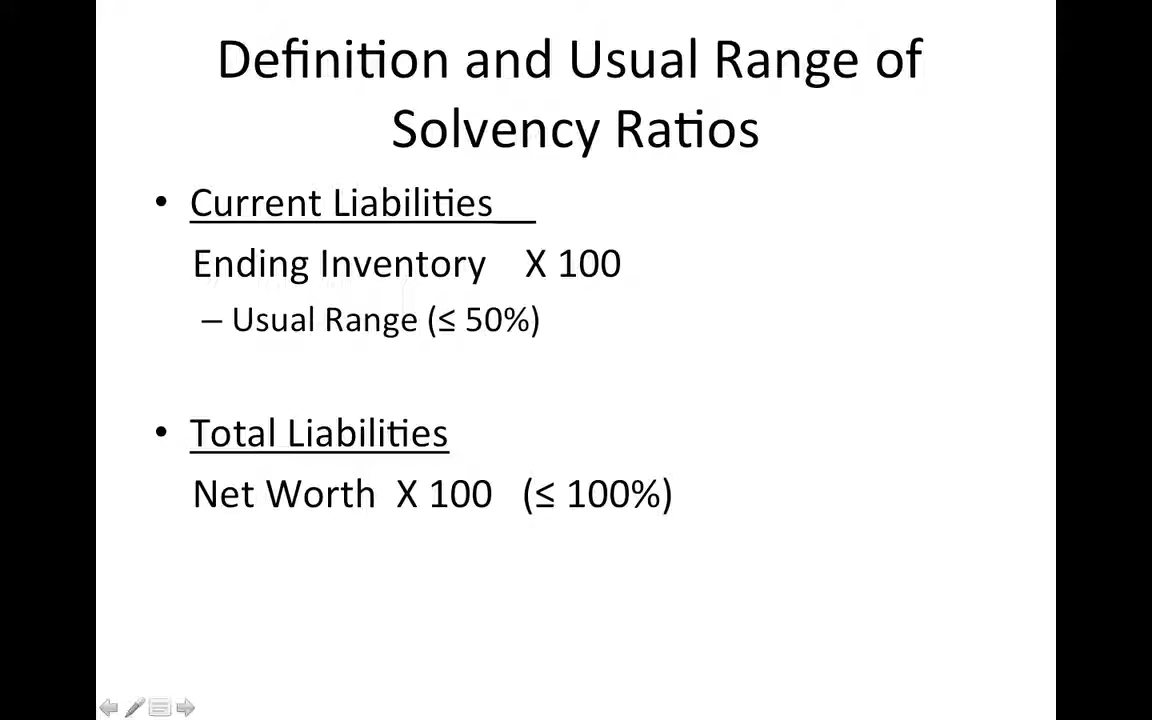 Definition and Usual Range of
Solvency Ratios
• Current Liabilities__
Ending Inventory X 100
– Usual Range (≤ 50%)
• Total Liabilities
Net Worth X 100 (≤ 100%)